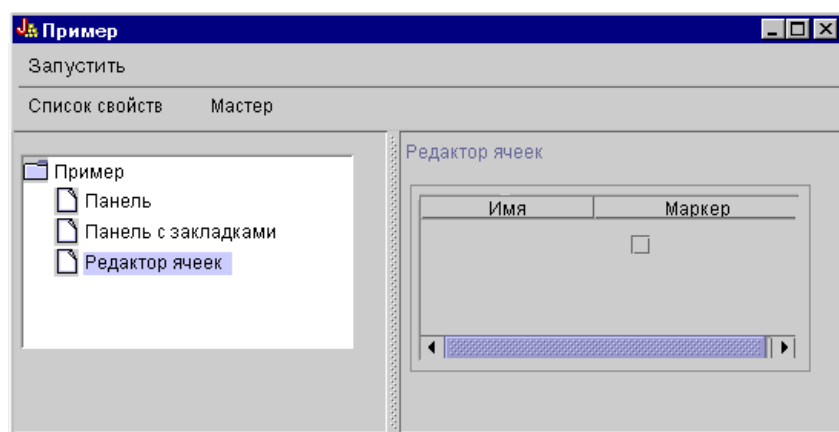 Пример
Запустить
Список свойств Мастер
Пример
Панель
Панель с закладками
Редактор ячеек
Редактор ячеек
Имя Маркер